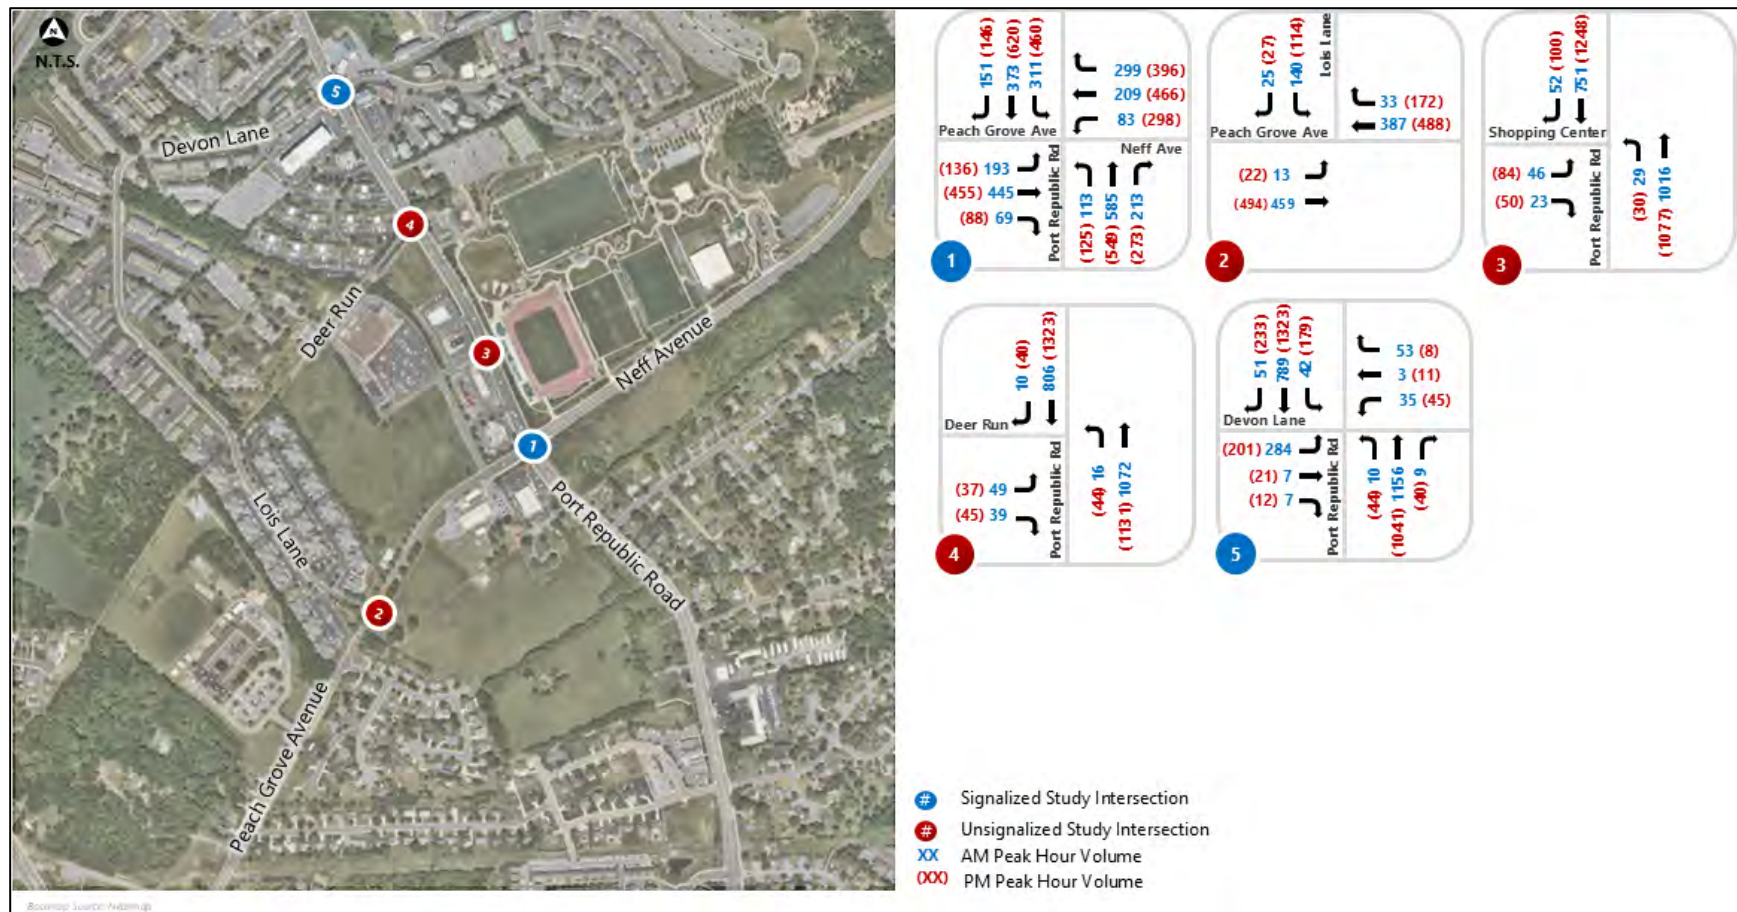 N.T.S.
5
Devon Lane
4
Deer Run
3
Neff Avenue
1
Lois Lane
Port Republic Road
2
Peach Grove Avenue
151 (146)
373 (620)
311 (460)
299 (396)
209 (466)
83 (298)
Peach Grove Ave
Neff Ave
Port Republic Rd
(136) 193
(455) 445
(88) 69
(125) 113
(549) 585
(273) 213
1
25 (27)
140 (114)
Lois Lane
33 (172)
387 (488)
Peach Grove Ave
(22) 13
(494) 459
2
52 (100)
751 (1248)
Shopping Center
Port Republic Rd
(84) 46
(50) 23
(30) 29
(1077) 1016
3
10 (40)
806 (1323)
Deer Run
Port Republic Rd
(37) 49
(45) 39
(44) 16
(1131) 1072
4
51 (233)
789 (1323)
42 (179)
53 (8)
3 (11)
35 (45)
Devon Lane
Port Republic Rd
(201) 284
(21) 7
(12) 7
(44) 10
(1041) 1156
(40) 9
5
# Signalized Study Intersection
# Unsignalized Study Intersection
XX AM Peak Hour Volume
(XX) PM Peak Hour Volume